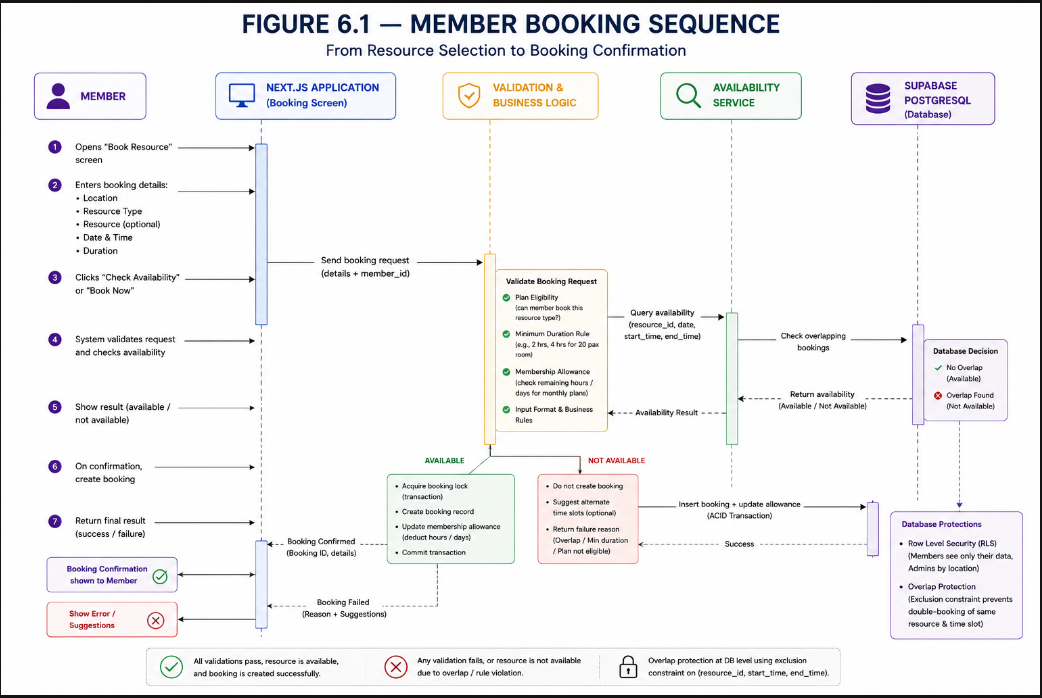 FIGURE 6.1 — MEMBER BOOKING SEQUENCE
From Resource Selection to Booking Confirmation
MEMBER
NEXT.JS APPLICATION
(Booking Screen)
VALIDATION &
BUSINESS LOGIC
AVAILABILITY
SERVICE
SUPABASE
POSTGRESQL
(Database)
1 Opens "Book Resource"
screen
2 Enters booking details:
• Location
• Resource Type
• Resource (optional)
• Date & Time
• Duration
3 Clicks "Check Availability"
or "Book Now"
4 System validates request
and checks availability
5 Show result (available /
not available)
6 On confirmation,
create booking
7 Return final result
(success / failure)
Booking Confirmation
shown to Member
Show Error /
Suggestions
Send booking request
(details + member_id)
Validate Booking Request
Plan Eligibility
(can member book this
resource type?)
Minimum Duration Rule
(e.g., 2 hrs, 4 hrs for 20 pax
room)
Membership Allowance
(check remaining hours /
days for monthly plans)
Input Format & Business
Rules
Query availability
(resource_id, date,
start_time, end_time)
Availability Result
Check overlapping
bookings
Return availability
(Available / Not Available)
Database Decision
No Overlap
(Available)
Overlap Found
(Not Available)
AVAILABLE
NOT AVAILABLE
• Acquire booking lock
(transaction)
• Create booking record
• Update membership allowance
(deduct hours / days)
• Commit transaction
• Do not create booking
• Suggest alternate
time slots (optional)
• Return failure reason
(Overlap / Min duration
/ Plan not eligible)
Insert booking + update allowance
(ACID Transaction)
Success
Booking Confirmed
(Booking ID, details)
Booking Failed
(Reason + Suggestions)
Database Protections
• Row Level Security (RLS)
(Members see only their data,
Admins by location)
• Overlap Protection
(Exclusion constraint prevents
double-booking of same
resource & time slot)
All validations pass, resource is available,
and booking is created successfully.
Any validation fails, or resource is not available
due to overlap / rule violation.
Overlap protection at DB level using exclusion
constraint on (resource_id, start_time, end_time).